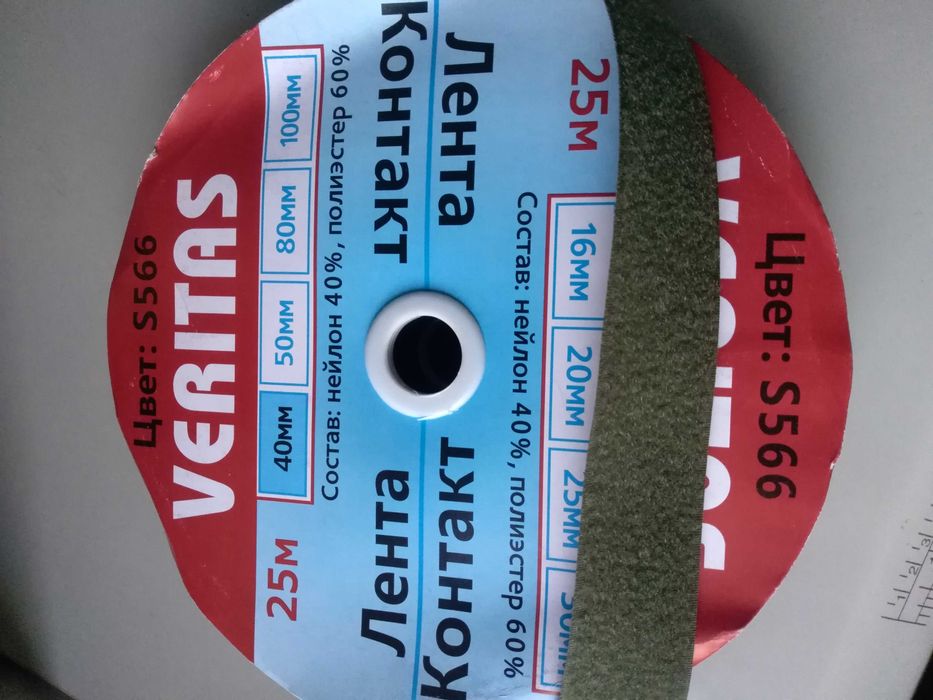 Цвет: S566
VERITAS
100мм
80мм
50мм
40мм
25м
Состав: нейлон 40%, полиэстер 60%
Лента
Контакт
Лента
Контакт
Состав: нейлон 40%, полиэстер 60%
25м
16мм
20мм
25мм
Цвет: S566